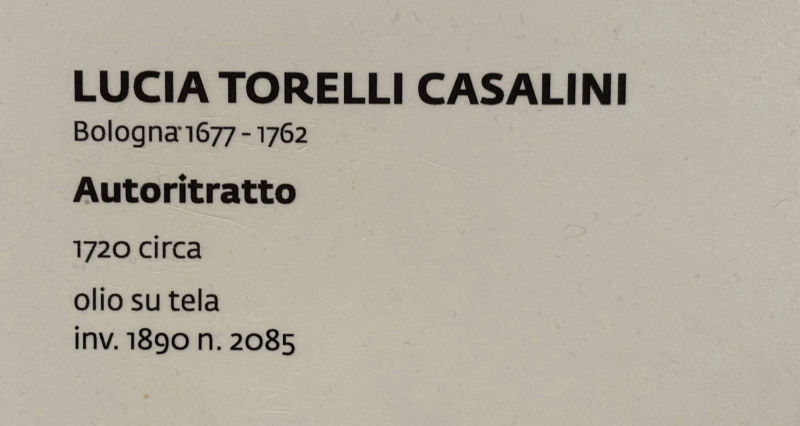 LUCIA TORELLI CASALINI
Bologna 1677 - 1762
Autoritratto
1720 circa
olio su tela
inv. 1890 n. 2085